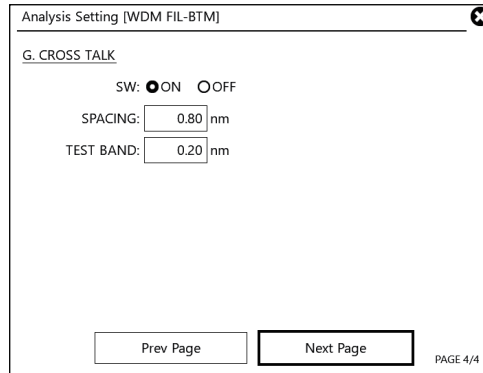 Analysis Setting [WDM FIL-BTM]
G. CROSS TALK
SW: ON OFF
SPACING: 0.80 nm
TEST BAND: 0.20 nm
Prev Page Next Page PAGE 4/4